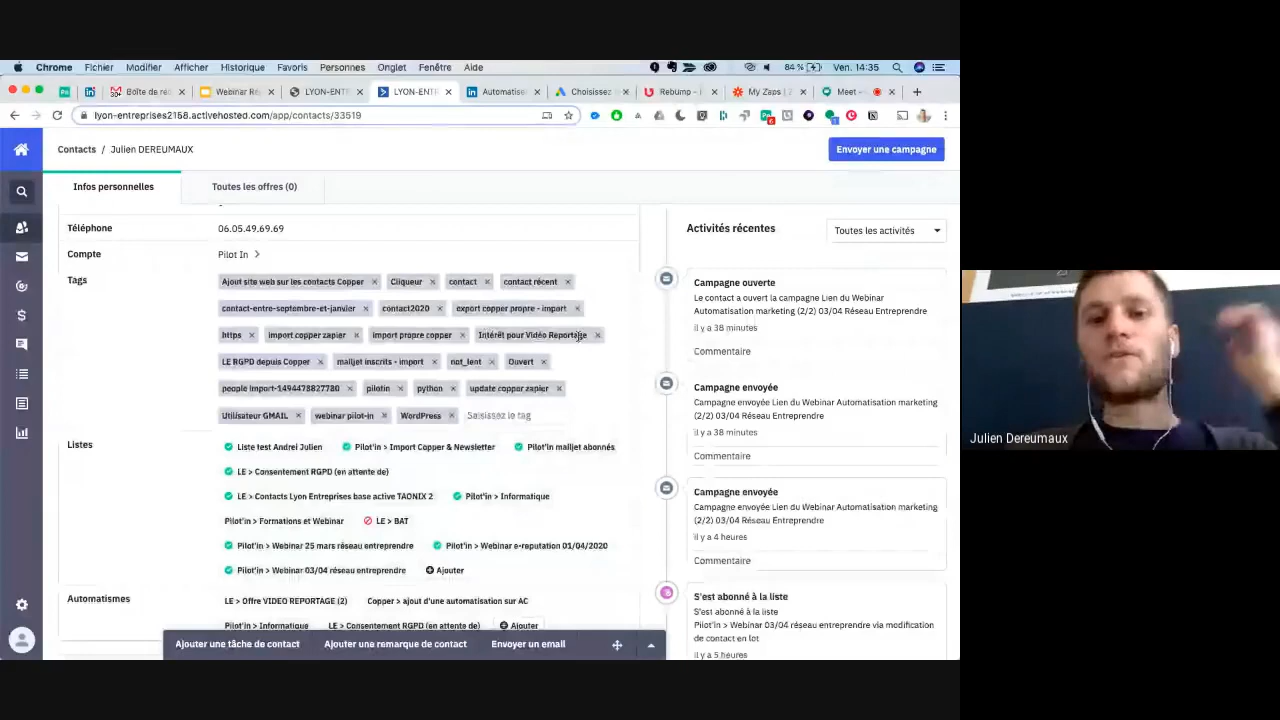 Chrome Fichier Modifier Afficher Historique Favoris Personnes Onglet Fenêtre Aide 84 % Ven. 14:35
Boîte de ré Webinar Re LYON-ENTR LYON-ENTR Automatise Choisissez Rebump - My Zaps | Z Meet –
lyon-entreprises2158.activehosted.com/app/contacts/33519
Contacts / Julien DEREUMAUX Envoyer une campagne
Infos personnelles Toutes les offres (0)
Téléphone 06.05.49.69.69
Activités récentes Toutes les activités
Compte Pilot In
Tags Ajout site web sur les contacts Copper Cliqueur contact contact récent
contact-entre-septembre-et-janvier contact2020 export copper propre - import
https import copper zapier import propre copper Intérêt pour Vidéo Reportage
LE RGPD depuis Copper mailjet inscrits - import not_lent Ouvert
people import-1494478827780 pilotin python update copper zapier
Utilisateur GMAIL webinar pilot-in WordPress Saisissez le tag
Listes Liste test Andrei Julien Pilot'in > Import Copper & Newsletter Pilot'in mailjet abonnés
LE > Consentement RGPD (en attente de)
LE > Contacts Lyon Entreprises base active TAONIX 2 Pilot'in > Informatique
Pilot'in > Formations et Webinar LE > BAT
Pilot'in > Webinar 25 mars réseau entreprendre Pilot'in > Webinar e-reputation 01/04/2020
Pilot'in > Webinar 03/04 réseau entreprendre Ajouter
Automatismes LE > Offre VIDEO REPORTAGE (2) Copper > ajout d'une automatisation sur AC
Pilot'in > Informatique LE > Consentement RGPD (en attente de) Ajouter
Ajouter une tâche de contact Ajouter une remarque de contact Envoyer un email
Campagne ouverte
Le contact a ouvert la campagne Lien du Webinar
Automatisation marketing (2/2) 03/04 Réseau Entreprendre
il y a 38 minutes
Commentaire
Campagne envoyée
Campagne envoyée Lien du Webinar Automatisation marketing
(2/2) 03/04 Réseau Entreprendre
il y a 38 minutes
Commentaire
Campagne envoyée
Campagne envoyée Lien du Webinar Automatisation marketing
(2/2) 03/04 Réseau Entreprendre
il y a 4 heures
Commentaire
S'est abonné à la liste
S'est abonné à la liste
Pilot'in > Webinar 03/04 réseau entreprendre via modification
de contact en lot
il y a 5 heures
Julien Dereumaux